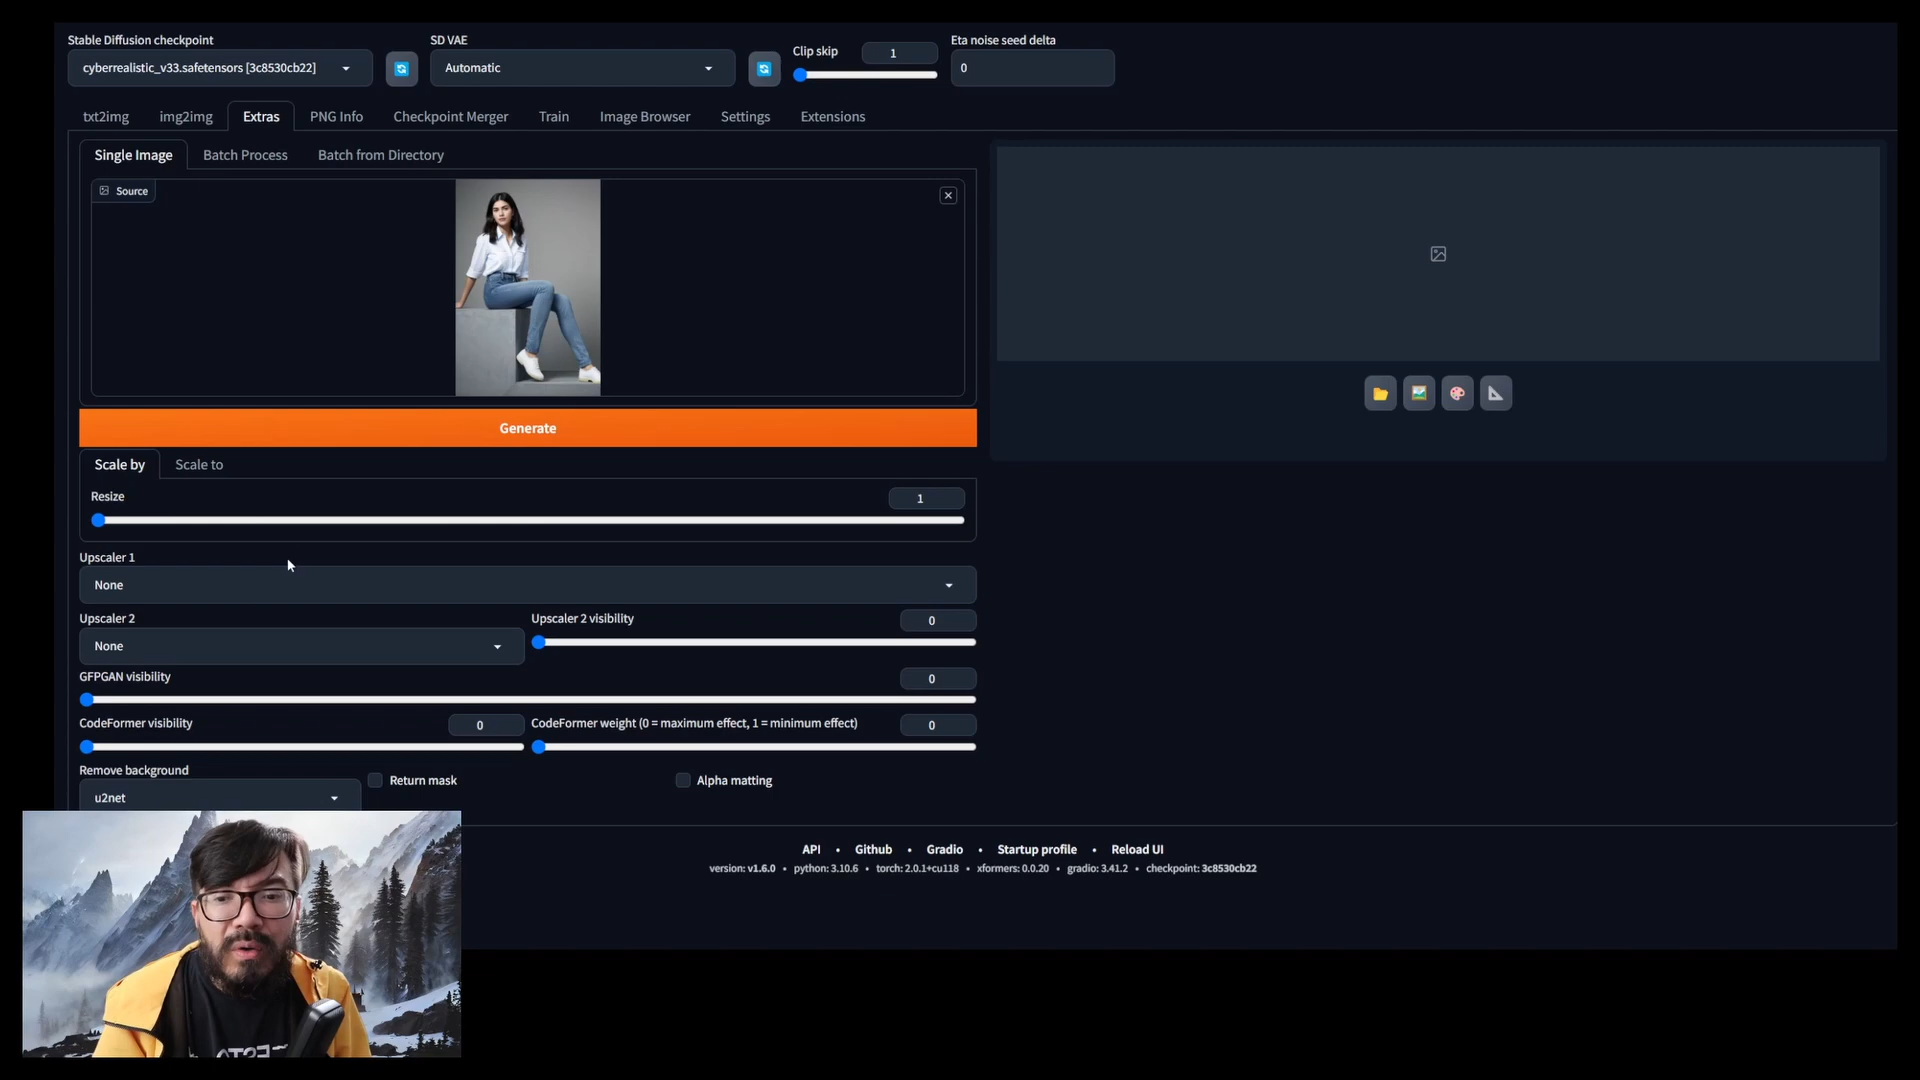 Stable Diffusion checkpoint
SD VAE
Clip skip
1
Eta noise seed delta
cyberrealistic_v33.safetensors [3c8530cb22]
Automatic
0
txt2img
img2img
Extras
PNG Info
Checkpoint Merger
Train
Image Browser
Settings
Extensions
Single Image
Batch Process
Batch from Directory
Source
Generate
Scale by
Scale to
Resize
1
Upscaler 1
None
Upscaler 2
Upscaler 2 visibility
0
None
GFPGAN visibility
0
CodeFormer visibility
0
CodeFormer weight (0 = maximum effect, 1 = minimum effect)
0
Remove background
Return mask
Alpha matting
u2net
API • Github • Gradio • Startup profile • Reload UI
version: v1.6.0 • python: 3.10.6 • torch: 2.0.1+cu118 • xformers: 0.0.20 • gradio: 3.41.2 • checkpoint: 3c8530cb22